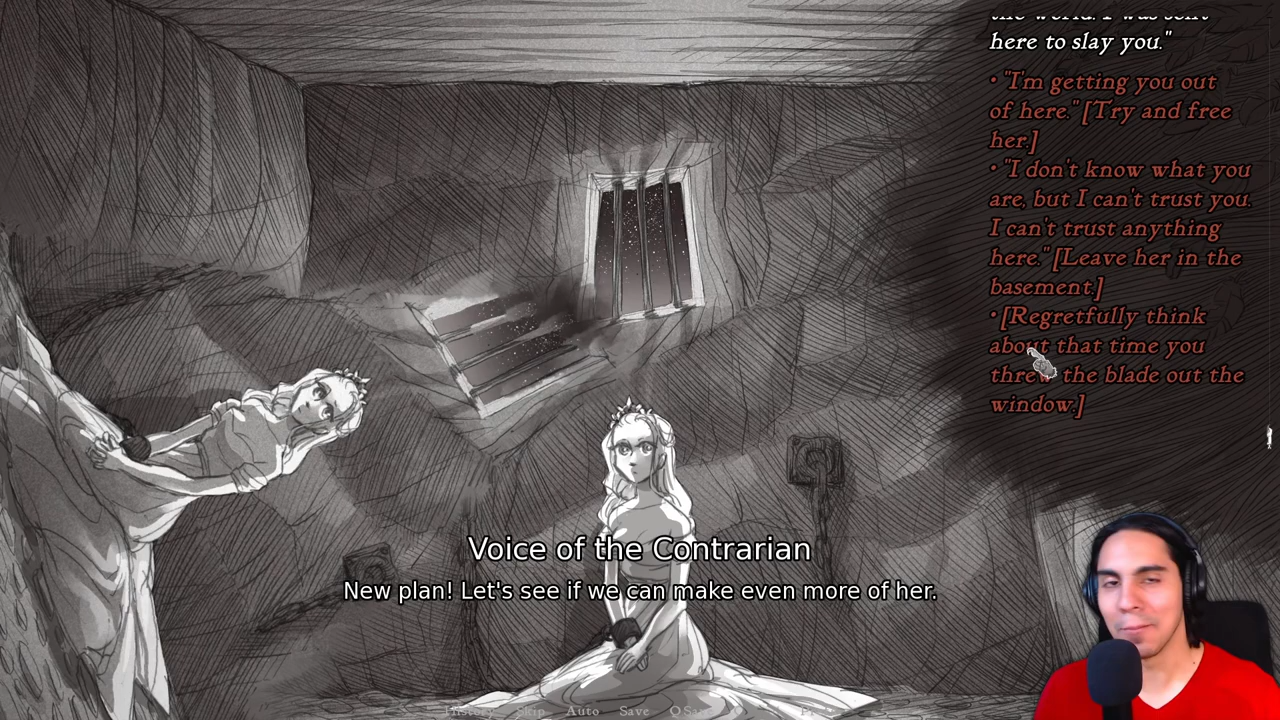 here to slay you."
• "I'm getting you out
of here." [Try and free
her.]
• "I don't know what you
are, but I can't trust you.
I can't trust anything
here." [Leave her in the
basement.]
• [Regretfully think
about that time you
threw the blade out the
window.]
Voice of the Contrarian
New plan! Let's see if we can make even more of her.
History Skip Auto Save